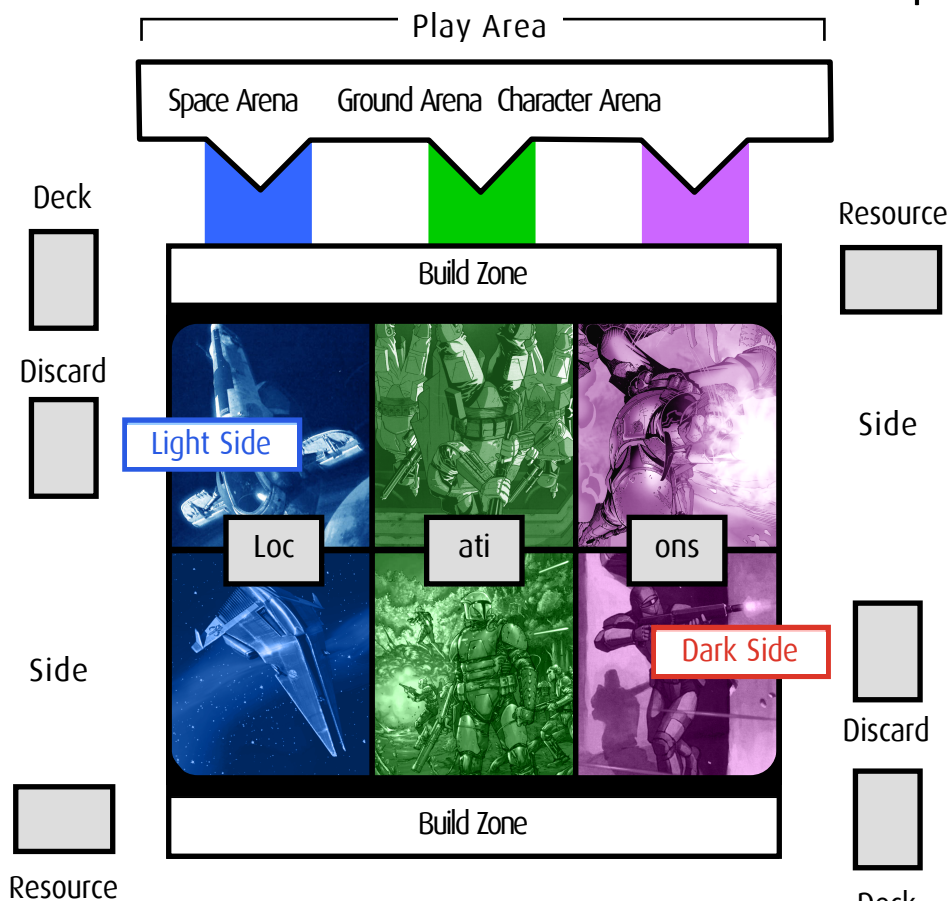 Play Area
Space Arena Ground Arena Character Arena
Deck
Resource
Build Zone
Discard
Light Side
Side
Loc ati ons
Side
Dark Side
Discard
Build Zone
Resource
Deck